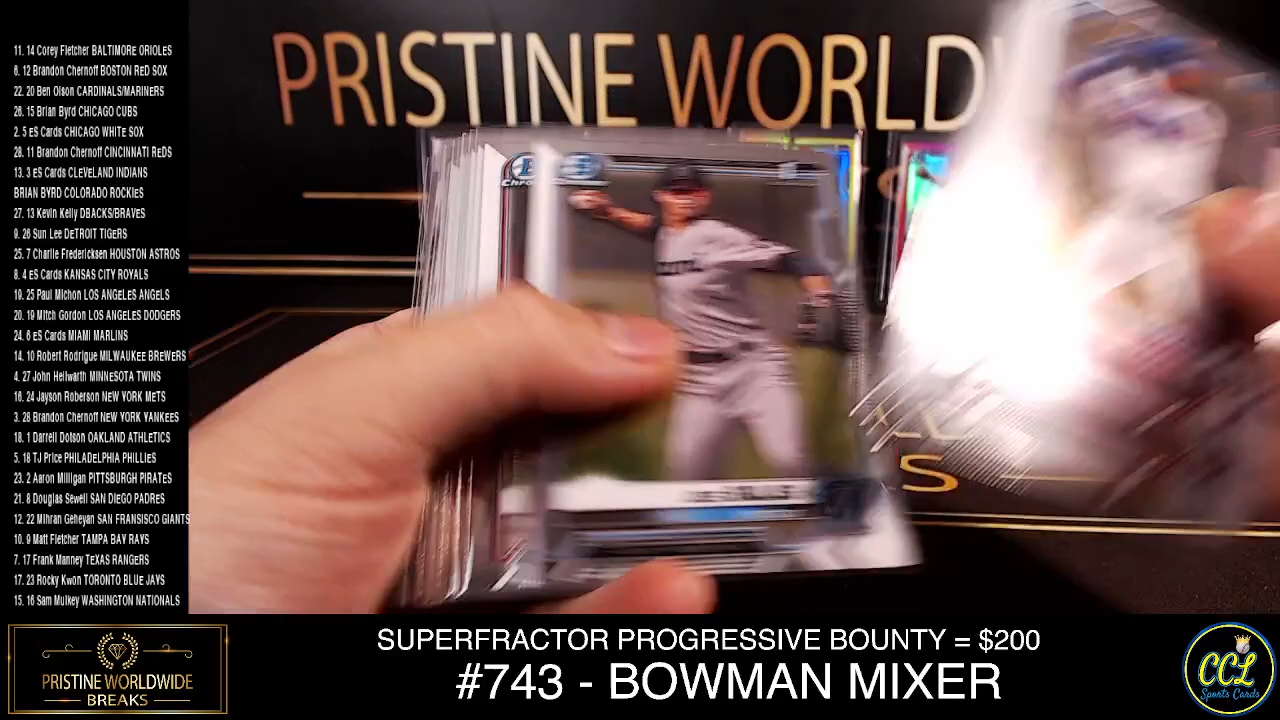 11. 14 Corey Fletcher BALTIMORE ORIOLES
6. 12 Brandon Chernoff BOSTON RED SOX
22. 20 Ben Olson CARDINALS/MARINERS
26. 15 Brian Byrd CHICAGO CUBS
2. 5 ES Cards CHICAGO WHITE SOX
28. 11 Brandon Chernoff CINCINNATI REDS
13. 3 ES Cards CLEVELAND INDIANS
BRIAN BYRD COLORADO ROCKIES
27. 13 Kevin Kelly DBACKS/BRAVES
9. 26 Sun Lee DETROIT TIGERS
25. 7 Charlie Fredericksen HOUSTON ASTROS
8. 4 ES Cards KANSAS CITY ROYALS
19. 25 Paul Michon LOS ANGELES ANGELS
20. 19 Mitch Gordon LOS ANGELES DODGERS
24. 6 ES Cards MIAMI MARLINS
14. 10 Robert Rodrigue MILWAUKEE BREWERS
4. 27 John Hellwarth MINNESOTA TWINS
16. 24 Jayson Roberson NEW YORK METS
3. 28 Brandon Chernoff NEW YORK YANKEES
18. 1 Darrell Dotson OAKLAND ATHLETICS
5. 18 TJ Price PHILADELPHIA PHILLIES
23. 2 Aaron Milligan PITTSBURGH PIRATES
21. 8 Douglas Sewell SAN DIEGO PADRES
12. 22 Mihran Geheyan SAN FRANSISCO GIANTS
10. 9 Matt Fletcher TAMPA BAY RAYS
7. 17 Frank Manney TEXAS RANGERS
17. 23 Rocky Kwon TORONTO BLUE JAYS
15. 16 Sam Mulkey WASHINGTON NATIONALS
PRISTINE WORLD
S
PRISTINE WORLDWIDE
BREAKS
SUPERFRACTOR PROGRESSIVE BOUNTY = $200
#743 - BOWMAN MIXER
CCL
Sports Cards